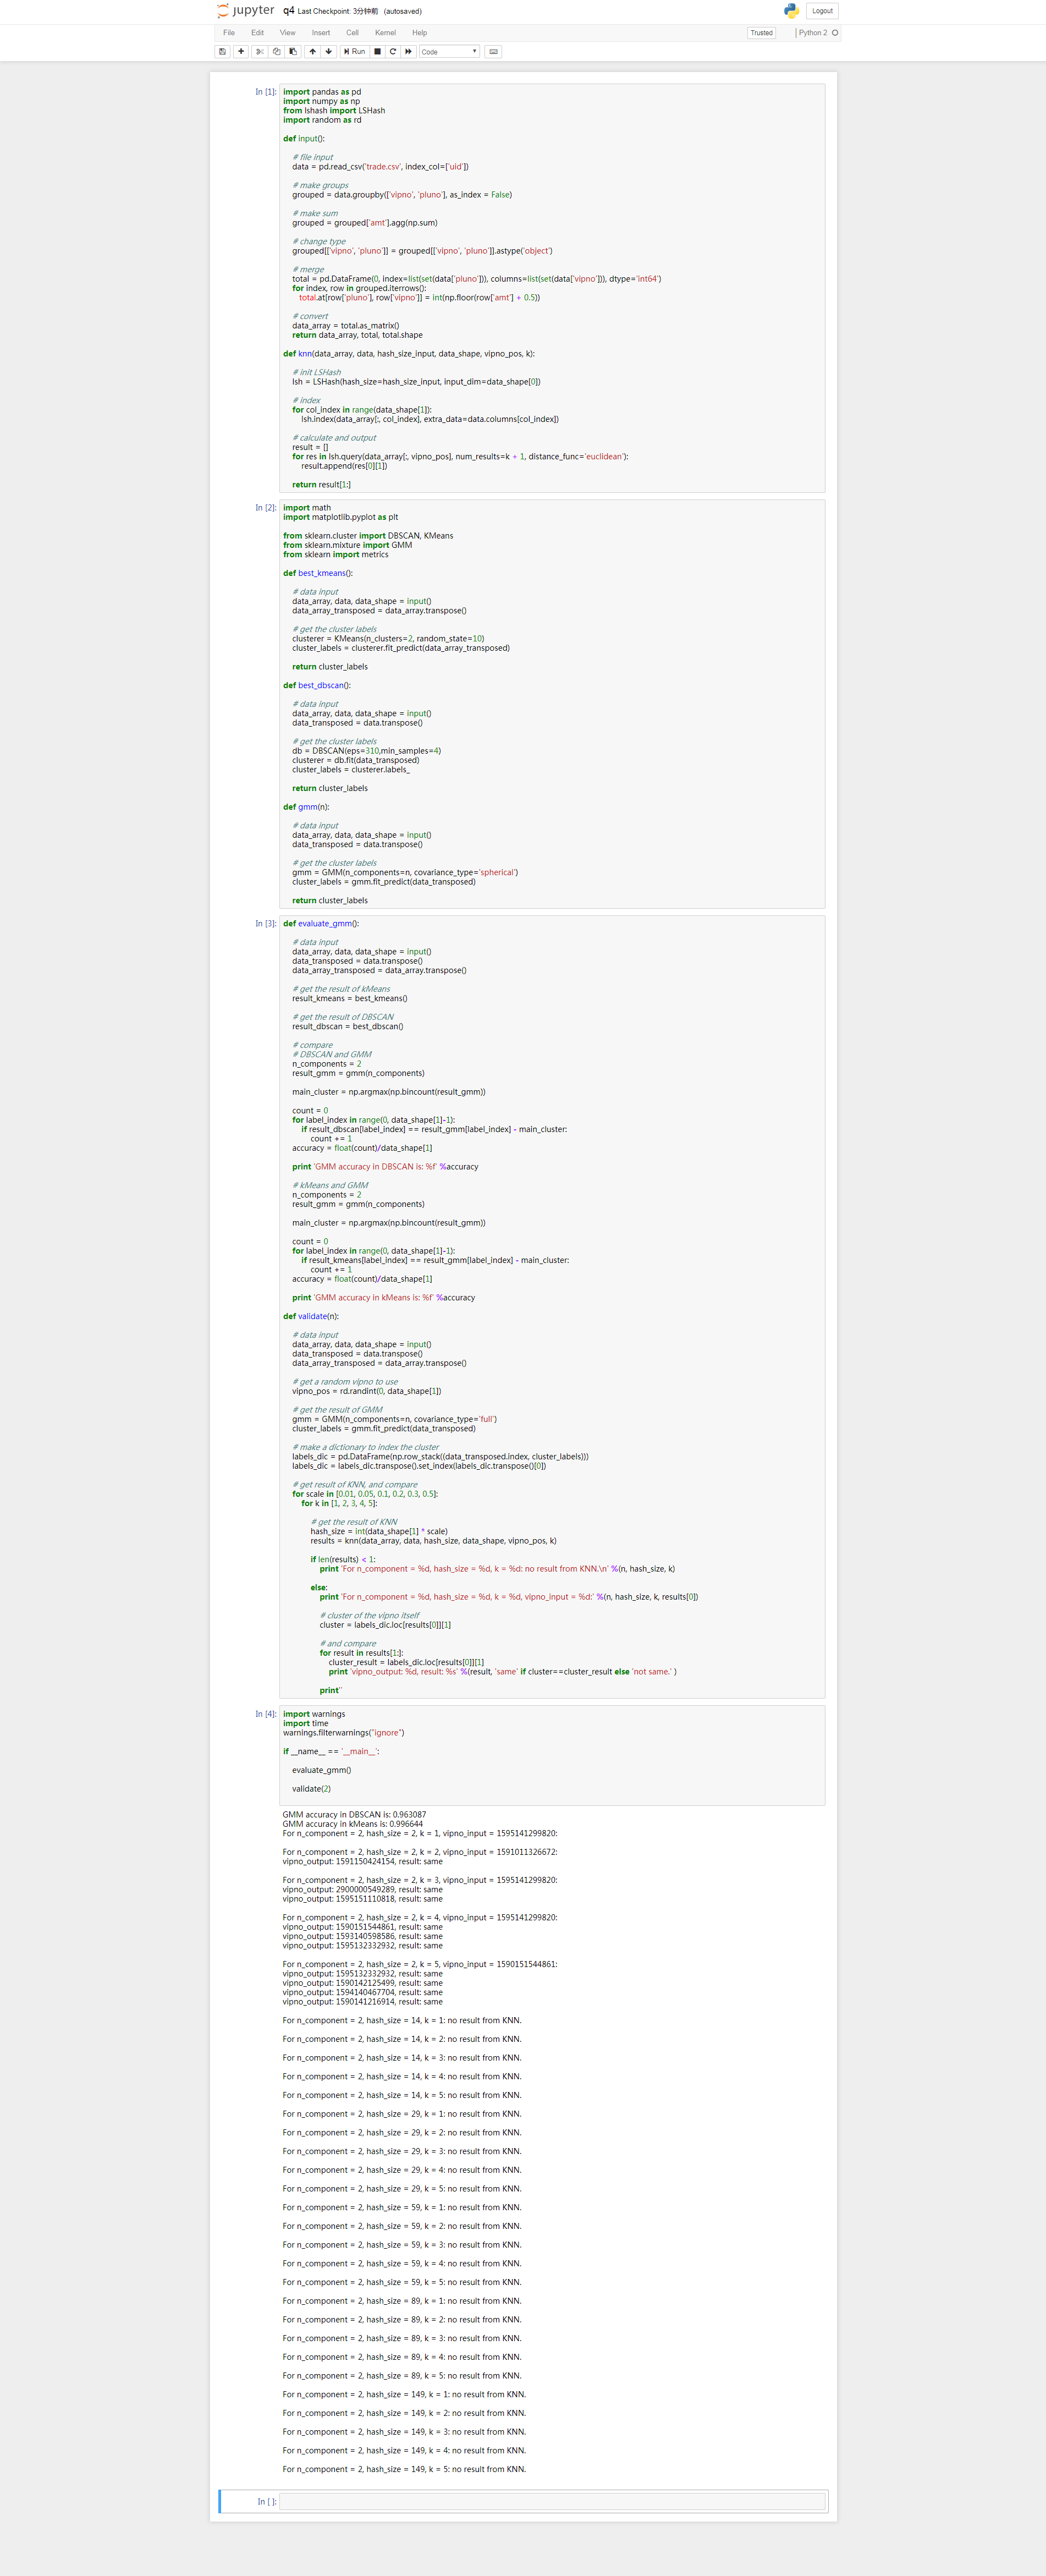 jupyter q4 Last Checkpoint: 3分钟前 (autosaved) Logout
File Edit View Insert Cell Kernel Help Trusted Python 2
Run Code
In [1]: import pandas as pd
import numpy as np
from lshash import LSHash
import random as rd
def input():
# file input
data = pd.read_csv('trade.csv', index_col=['uid'])
# make groups
grouped = data.groupby(['vipno', 'pluno'], as_index = False)
# make sum
grouped = grouped['amt'].agg(np.sum)
# change type
grouped[['vipno', 'pluno']] = grouped[['vipno', 'pluno']].astype('object')
# merge
total = pd.DataFrame(0, index=list(set(data['pluno'])), columns=list(set(data['vipno'])), dtype='int64')
for index, row in grouped.iterrows():
total.at[row['pluno'], row['vipno']] = int(np.floor(row['amt'] + 0.5))
# convert
data_array = total.as_matrix()
return data_array, total, total.shape
def knn(data_array, data, hash_size_input, data_shape, vipno_pos, k):
# init LSHash
lsh = LSHash(hash_size=hash_size_input, input_dim=data_shape[0])
# index
for col_index in range(data_shape[1]):
lsh.index(data_array[:, col_index], extra_data=data.columns[col_index])
# calculate and output
result = []
for res in lsh.query(data_array[:, vipno_pos], num_results=k + 1, distance_func='euclidean'):
result.append(res[0][1])
return result[1:]
In [2]: import math
import matplotlib.pyplot as plt
from sklearn.cluster import DBSCAN, KMeans
from sklearn.mixture import GMM
from sklearn import metrics
def best_kmeans():
# data input
data_array, data, data_shape = input()
data_array_transposed = data_array.transpose()
# get the cluster labels
clusterer = KMeans(n_clusters=2, random_state=10)
cluster_labels = clusterer.fit_predict(data_array_transposed)
return cluster_labels
def best_dbscan():
# data input
data_array, data, data_shape = input()
data_transposed = data.transpose()
# get the cluster labels
db = DBSCAN(eps=310,min_samples=4)
clusterer = db.fit(data_transposed)
cluster_labels = clusterer.labels_
return cluster_labels
def gmm(n):
# data input
data_array, data, data_shape = input()
data_transposed = data.transpose()
# get the cluster labels
gmm = GMM(n_components=n, covariance_type='spherical')
cluster_labels = gmm.fit_predict(data_transposed)
return cluster_labels
In [3]: def evaluate_gmm():
# data input
data_array, data, data_shape = input()
data_transposed = data.transpose()
data_array_transposed = data_array.transpose()
# get the result of kMeans
result_kmeans = best_kmeans()
# get the result of DBSCAN
result_dbscan = best_dbscan()
# compare
# DBSCAN and GMM
n_components = 2
result_gmm = gmm(n_components)
main_cluster = np.argmax(np.bincount(result_gmm))
count = 0
for label_index in range(0, data_shape[1]-1):
if result_dbscan[label_index] == result_gmm[label_index] - main_cluster:
count += 1
accuracy = float(count)/data_shape[1]
print 'GMM accuracy in DBSCAN is: %f' %accuracy
# kMeans and GMM
n_components = 2
result_gmm = gmm(n_components)
main_cluster = np.argmax(np.bincount(result_gmm))
count = 0
for label_index in range(0, data_shape[1]-1):
if result_kmeans[label_index] == result_gmm[label_index] - main_cluster:
count += 1
accuracy = float(count)/data_shape[1]
print 'GMM accuracy in kMeans is: %f' %accuracy
def validate(n):
# data input
data_array, data, data_shape = input()
data_transposed = data.transpose()
data_array_transposed = data_array.transpose()
# get a random vipno to use
vipno_pos = rd.randint(0, data_shape[1])
# get the result of GMM
gmm = GMM(n_components=n, covariance_type='full')
cluster_labels = gmm.fit_predict(data_transposed)
# make a dictionary to index the cluster
labels_dic = pd.DataFrame(np.row_stack((data_transposed.index, cluster_labels)))
labels_dic = labels_dic.transpose().set_index(labels_dic.transpose()[0])
# get result of KNN, and compare
for scale in [0.01, 0.05, 0.1, 0.2, 0.3, 0.5]:
for k in [1, 2, 3, 4, 5]:
# get the result of KNN
hash_size = int(data_shape[1] * scale)
results = knn(data_array, data, hash_size, data_shape, vipno_pos, k)
if len(results) < 1:
print 'For n_component = %d, hash_size = %d, k = %d: no result from KNN.\n' %(n, hash_size, k)
else:
print 'For n_component = %d, hash_size = %d, k = %d, vipno_input = %d:' %(n, hash_size, k, results[0])
# cluster of the vipno itself
cluster = labels_dic.loc[results[0]][1]
# and compare
for result in results[1:]:
cluster_result = labels_dic.loc[results[0]][1]
print 'vipno_output: %d, result: %s' %(result, 'same' if cluster==cluster_result else 'not same.' )
print''
In [4]: import warnings
import time
warnings.filterwarnings("ignore")
if __name__ == '__main__':
evaluate_gmm()
validate(2)
GMM accuracy in DBSCAN is: 0.963087
GMM accuracy in kMeans is: 0.996644
For n_component = 2, hash_size = 2, k = 1, vipno_input = 1595141299820:
For n_component = 2, hash_size = 2, k = 2, vipno_input = 1591011326672:
vipno_output: 1591150424154, result: same
For n_component = 2, hash_size = 2, k = 3, vipno_input = 1595141299820:
vipno_output: 2900000549289, result: same
vipno_output: 1595151110818, result: same
For n_component = 2, hash_size = 2, k = 4, vipno_input = 1595141299820:
vipno_output: 1590151544861, result: same
vipno_output: 1593140598586, result: same
vipno_output: 1595132332932, result: same
For n_component = 2, hash_size = 2, k = 5, vipno_input = 1590151544861:
vipno_output: 1595132332932, result: same
vipno_output: 1590142125499, result: same
vipno_output: 1594140467704, result: same
vipno_output: 1590141216914, result: same
For n_component = 2, hash_size = 14, k = 1: no result from KNN.
For n_component = 2, hash_size = 14, k = 2: no result from KNN.
For n_component = 2, hash_size = 14, k = 3: no result from KNN.
For n_component = 2, hash_size = 14, k = 4: no result from KNN.
For n_component = 2, hash_size = 14, k = 5: no result from KNN.
For n_component = 2, hash_size = 29, k = 1: no result from KNN.
For n_component = 2, hash_size = 29, k = 2: no result from KNN.
For n_component = 2, hash_size = 29, k = 3: no result from KNN.
For n_component = 2, hash_size = 29, k = 4: no result from KNN.
For n_component = 2, hash_size = 29, k = 5: no result from KNN.
For n_component = 2, hash_size = 59, k = 1: no result from KNN.
For n_component = 2, hash_size = 59, k = 2: no result from KNN.
For n_component = 2, hash_size = 59, k = 3: no result from KNN.
For n_component = 2, hash_size = 59, k = 4: no result from KNN.
For n_component = 2, hash_size = 59, k = 5: no result from KNN.
For n_component = 2, hash_size = 89, k = 1: no result from KNN.
For n_component = 2, hash_size = 89, k = 2: no result from KNN.
For n_component = 2, hash_size = 89, k = 3: no result from KNN.
For n_component = 2, hash_size = 89, k = 4: no result from KNN.
For n_component = 2, hash_size = 89, k = 5: no result from KNN.
For n_component = 2, hash_size = 149, k = 1: no result from KNN.
For n_component = 2, hash_size = 149, k = 2: no result from KNN.
For n_component = 2, hash_size = 149, k = 3: no result from KNN.
For n_component = 2, hash_size = 149, k = 4: no result from KNN.
For n_component = 2, hash_size = 149, k = 5: no result from KNN.
In [ ]: